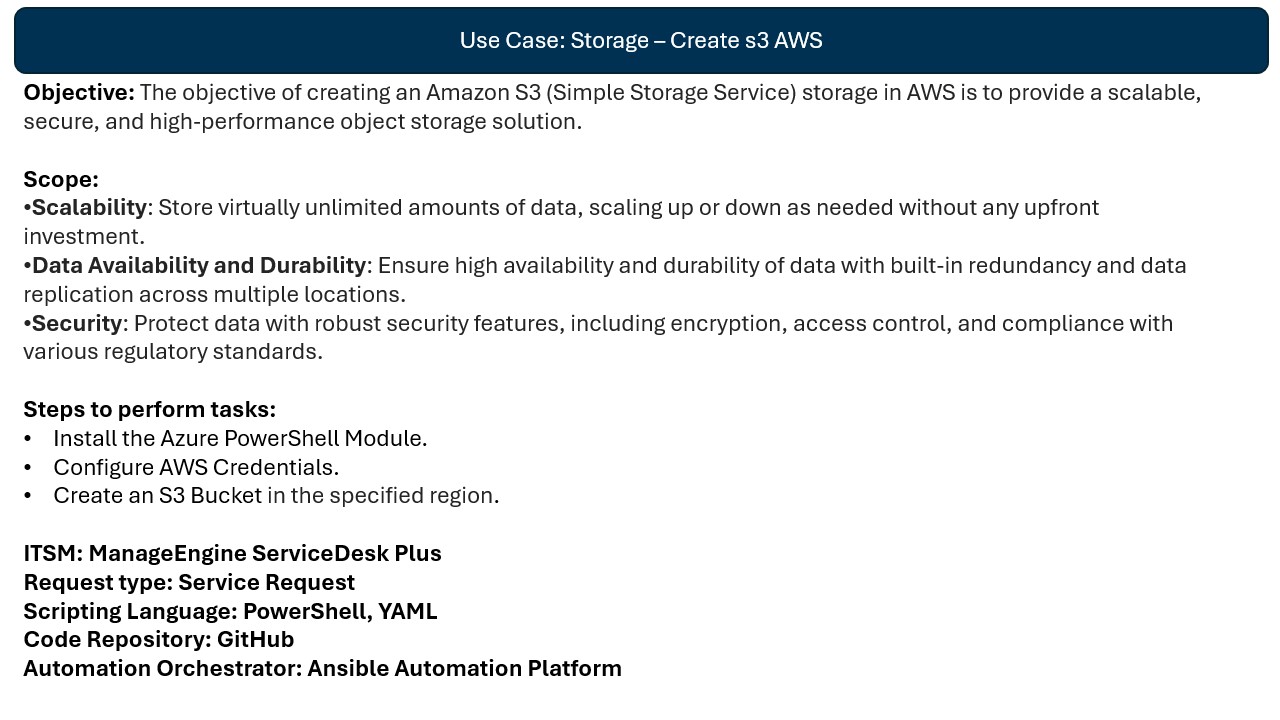 Use Case: Storage – Create s3 AWS
Objective: The objective of creating an Amazon S3 (Simple Storage Service) storage in AWS is to provide a scalable,
secure, and high-performance object storage solution.
Scope:
•Scalability: Store virtually unlimited amounts of data, scaling up or down as needed without any upfront
investment.
•Data Availability and Durability: Ensure high availability and durability of data with built-in redundancy and data
replication across multiple locations.
•Security: Protect data with robust security features, including encryption, access control, and compliance with
various regulatory standards.
Steps to perform tasks:
• Install the Azure PowerShell Module.
• Configure AWS Credentials.
• Create an S3 Bucket in the specified region.
ITSM: ManageEngine ServiceDesk Plus
Request type: Service Request
Scripting Language: PowerShell, YAML
Code Repository: GitHub
Automation Orchestrator: Ansible Automation Platform